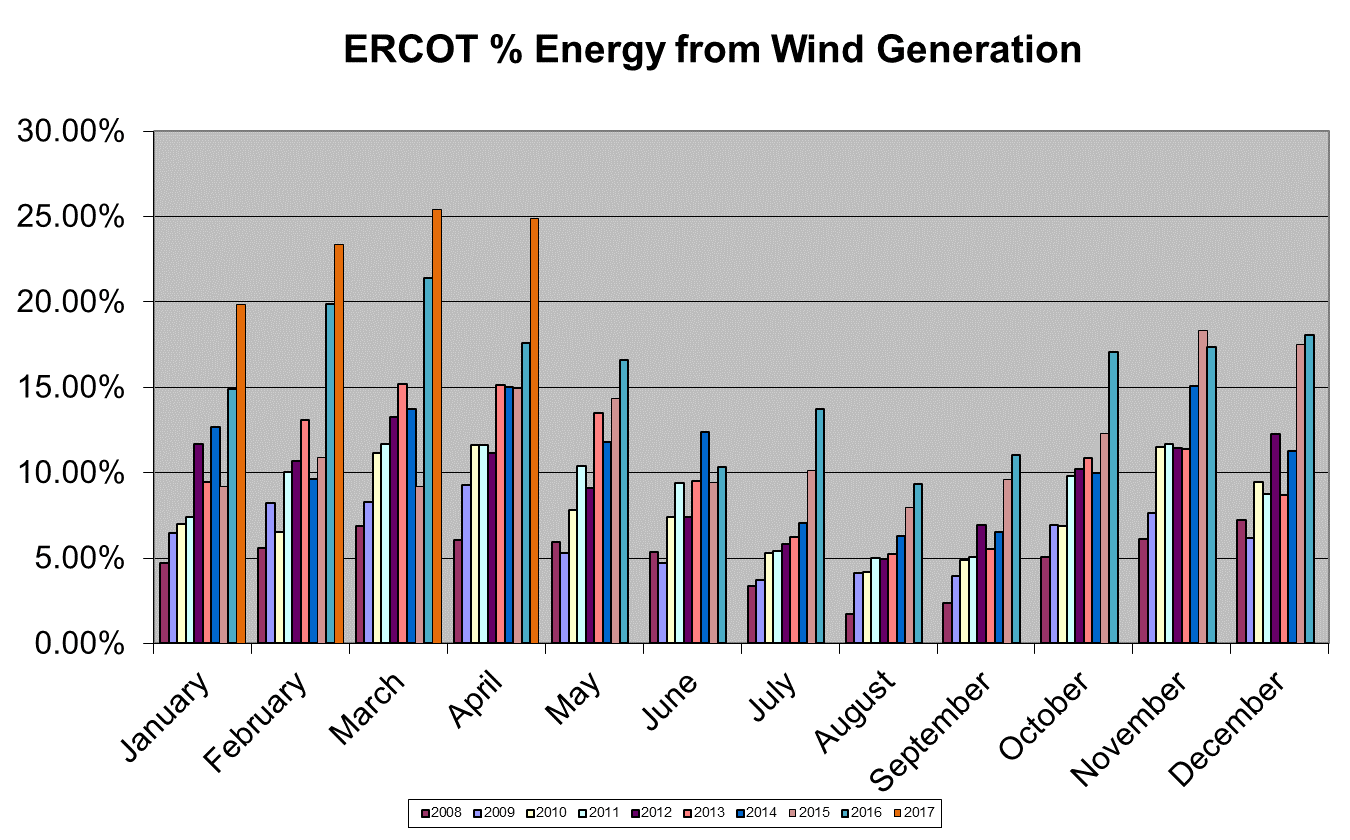 ERCOT % Energy from Wind Generation
30.00%
25.00%
20.00%
15.00%
10.00%
5.00%
0.00%
January February March April May June July August September October November December
2008 2009 2010 2011 2012 2013 2014 2015 2016 2017